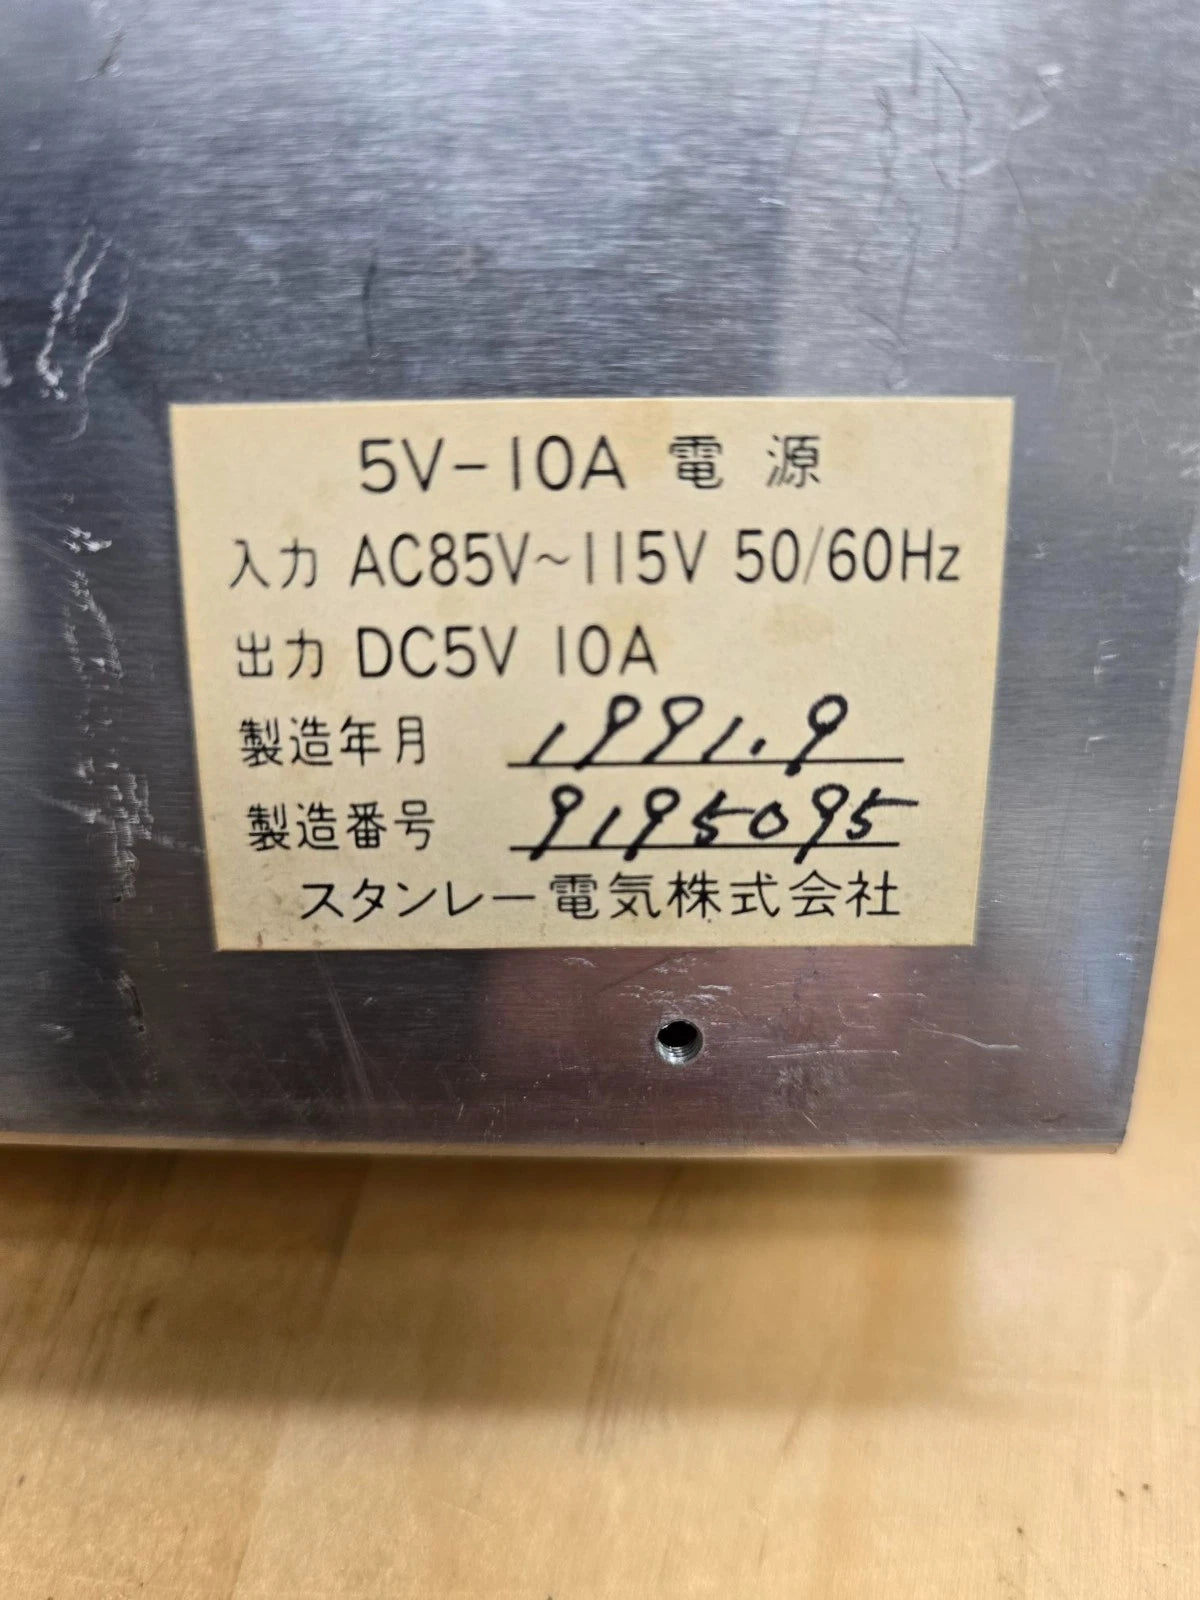 5V-10A 電源
入力 AC85V~115V 50/60Hz
出力 DC5V 10A
製造年月 1991.9
製造番号 9195095
スタンレー電気株式会社